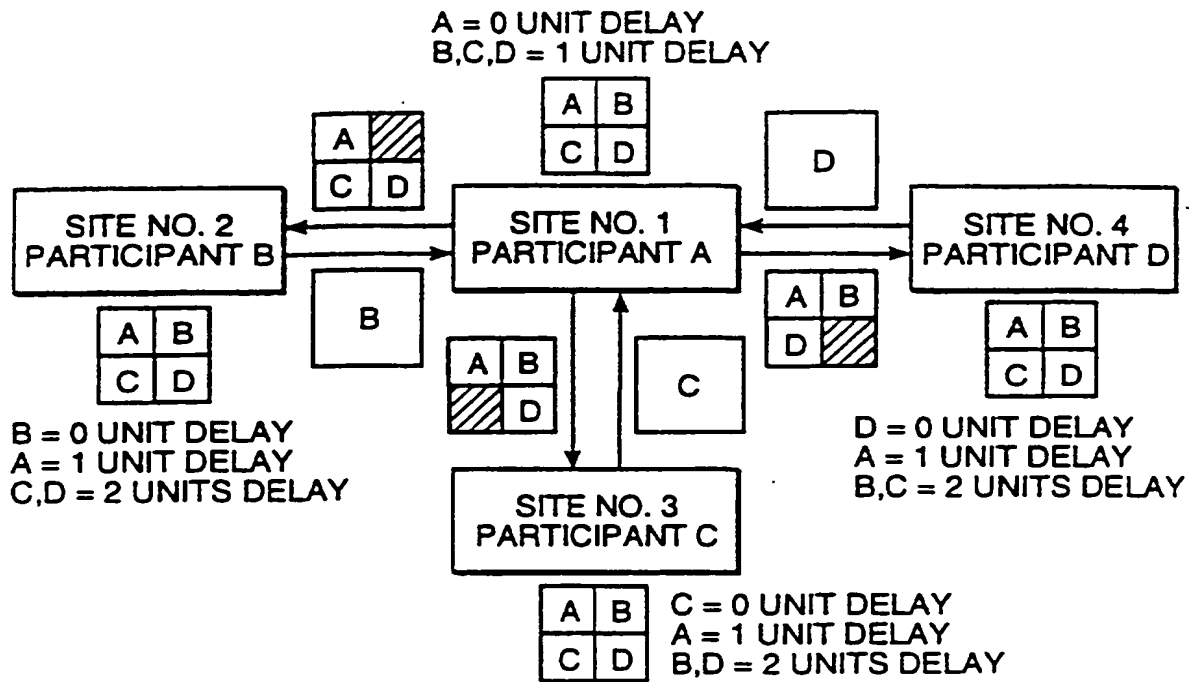 A = 0 UNIT DELAY
B,C,D = 1 UNIT DELAY
A B
C D
A
C D
D
SITE NO. 2
PARTICIPANT B
SITE NO. 1
PARTICIPANT A
SITE NO. 4
PARTICIPANT D
A B
C D
B
A B
D
A B
D
C
A B
C D
B = 0 UNIT DELAY
A = 1 UNIT DELAY
C,D = 2 UNITS DELAY
D = 0 UNIT DELAY
A = 1 UNIT DELAY
B,C = 2 UNITS DELAY
SITE NO. 3
PARTICIPANT C
A B
C D
C = 0 UNIT DELAY
A = 1 UNIT DELAY
B,D = 2 UNITS DELAY